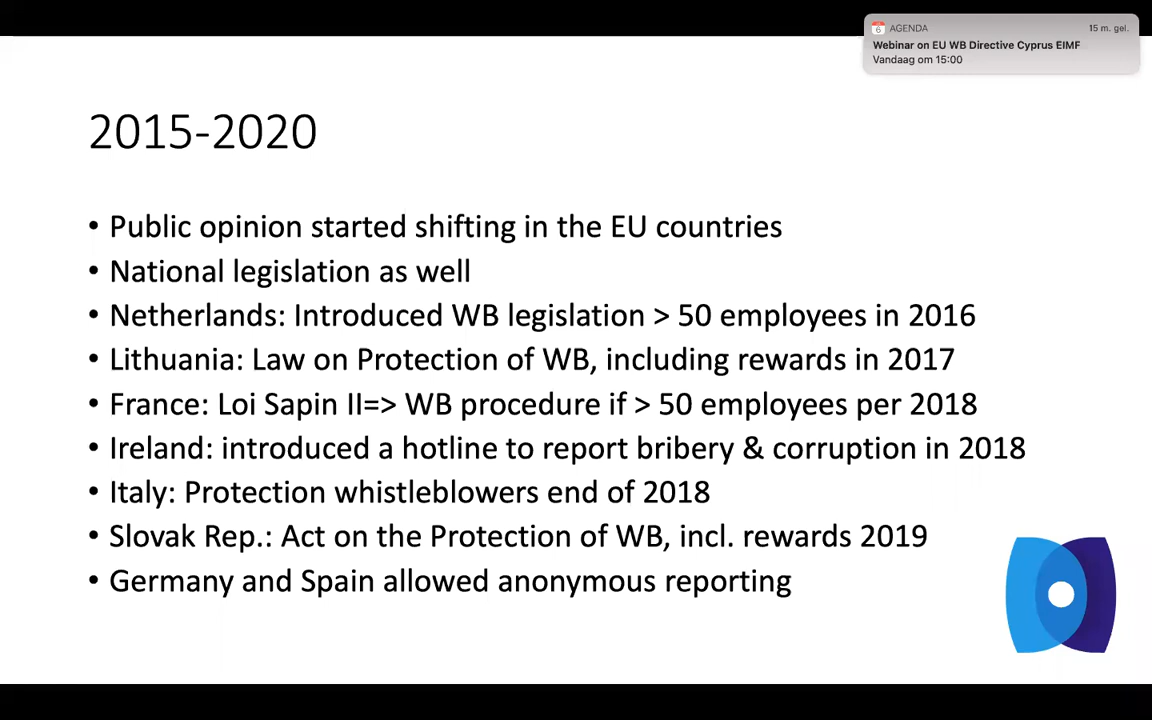 6 AGENDA 15 m. gel.
Webinar on EU WB Directive Cyprus EIMF
Vandaag om 15:00
2015-2020
• Public opinion started shifting in the EU countries
• National legislation as well
• Netherlands: Introduced WB legislation > 50 employees in 2016
• Lithuania: Law on Protection of WB, including rewards in 2017
• France: Loi Sapin II=> WB procedure if > 50 employees per 2018
• Ireland: introduced a hotline to report bribery & corruption in 2018
• Italy: Protection whistleblowers end of 2018
• Slovak Rep.: Act on the Protection of WB, incl. rewards 2019
• Germany and Spain allowed anonymous reporting